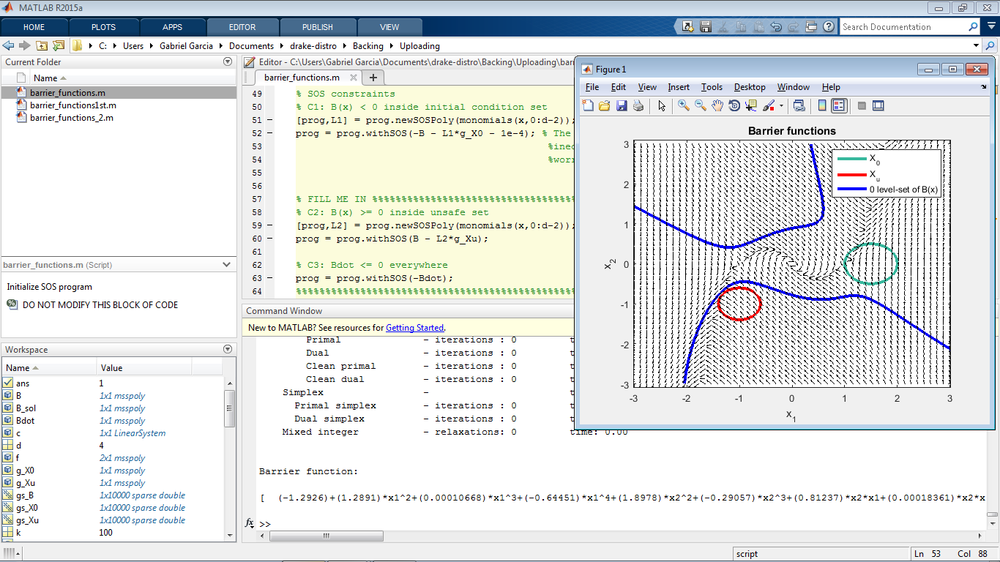 MATLAB R2015a
HOME PLOTS APPS EDITOR PUBLISH VIEW
Search Documentation
C: Users Gabriel Garcia Documents drake-distro Backing Uploading
Current Folder
Name
barrier_functions.m
barrier_functions1st.m
barrier_functions_2.m
barrier_functions.m (Script)
Initialize SOS program
DO NOT MODIFY THIS BLOCK OF CODE
Workspace
Name Value
ans 1
B 1x1 msspoly
B_sol 1x1 msspoly
Bdot 1x1 msspoly
c 1x1 LinearSystem
d 4
f 2x1 msspoly
g_X0 1x1 msspoly
g_Xu 1x1 msspoly
gs_B 1x10000 sparse double
gs_X0 1x10000 sparse double
gs_Xu 1x10000 sparse double
k 100
Editor - C:\Users\Gabriel Garcia\Documents\drake-distro\Backing\Uploading\barr
barrier_functions.m
49 % SOS constraints
50 % C1: B(x) < 0 inside initial condition set
51 – [prog,L1] = prog.newSOSPoly(monomials(x,0:d-2));
52 – prog = prog.withSOS(-B - L1*g_X0 - 1e-4); % The
53 %ineq
54 %worr
55
56
57 % FILL ME IN %%%%%%%%%%%%%%%%%%%%%%%%%%%%%%%%%%
58 % C2: B(x) >= 0 inside unsafe set
59 – [prog,L2] = prog.newSOSPoly(monomials(x,0:d-2));
60 – prog = prog.withSOS(B - L2*g_Xu);
61
62 % C3: Bdot <= 0 everywhere
63 – prog = prog.withSOS(-Bdot);
64 %%%%%%%%%%%%%%%%%%%%%%%%%%%%%%%%%%%%%%%%%%%%%%%
Command Window
New to MATLAB? See resources for Getting Started.
Primal - iterations : 0 t
Dual - iterations : 0 t
Clean primal - iterations : 0 t
Clean dual - iterations : 0 t
Simplex - t
Primal simplex - iterations : 0 t
Dual simplex - iterations : 0 t
Mixed integer - relaxations: 0 time: 0.00
Barrier function:
[ (-1.2926)+(1.2891)*x1^2+(0.00010668)*x1^3+(-0.64451)*x1^4+(1.8978)*x2^2+(-0.29057)*x2^3+(0.81237)*x2*x1+(0.00018361)*x2*x
fx >>
Figure 1
File Edit View Insert Tools Desktop Window Help
Barrier functions
X0
Xu
0 level-set of B(x)
3
2
1
0
-1
-2
-3
x2
-3 -2 -1 0 1 2 3
x1
script Ln 53 Col 88